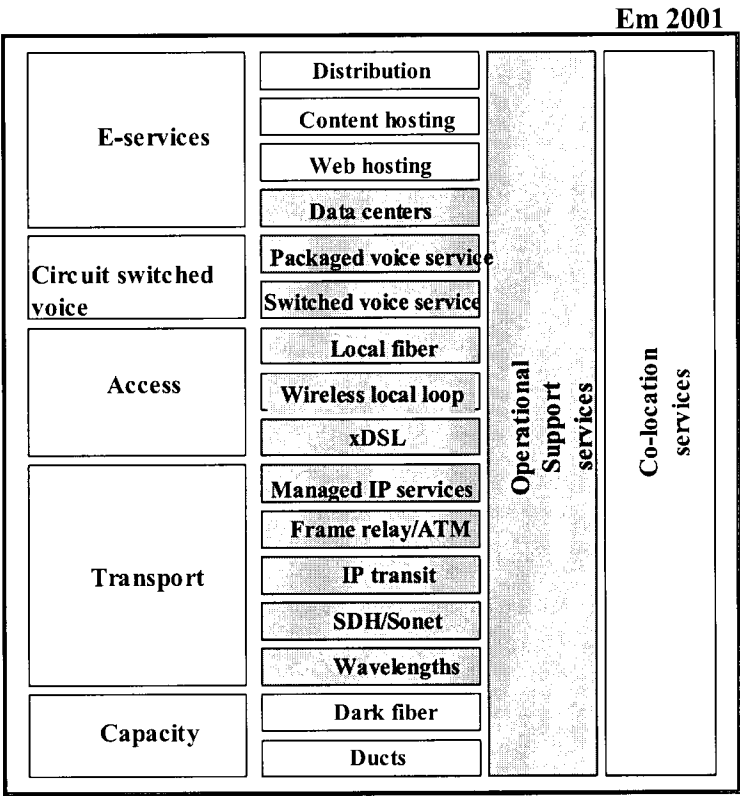 Em 2001
E-services
Distribution
Content hosting
Web hosting
Data centers
Circuit switched
voice
Packaged voice service
Switched voice service
Access
Local fiber
Wireless local loop
xDSL
Transport
Managed IP services
Frame relay/ATM
IP transit
SDH/Sonet
Wavelengths
Capacity
Dark fiber
Ducts
Operational
Support
services
Co-location
services